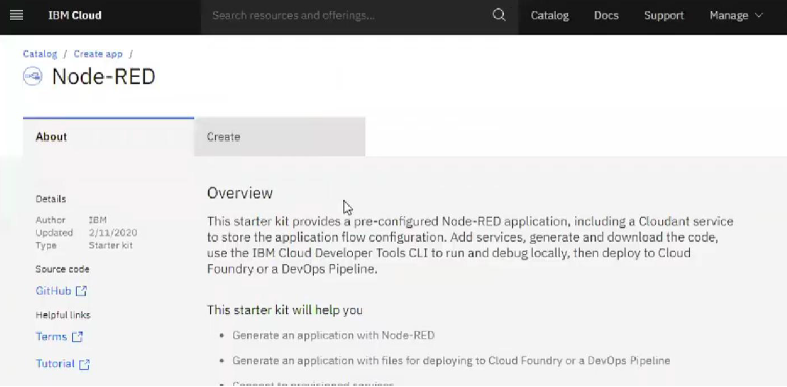 IBM Cloud Search resources and offerings... Catalog Docs Support Manage
Catalog / Create app /
Node-RED
About Create
Details
Author IBM
Updated 2/11/2020
Type Starter kit
Source code
GitHub
Helpful links
Terms
Tutorial
Overview
This starter kit provides a pre-configured Node-RED application, including a Cloudant service
to store the application flow configuration. Add services, generate and download the code,
use the IBM Cloud Developer Tools CLI to run and debug locally, then deploy to Cloud
Foundry or a DevOps Pipeline.
This starter kit will help you
• Generate an application with Node-RED
• Generate an application with files for deploying to Cloud Foundry or a DevOps Pipeline
• Connect to provisioned services